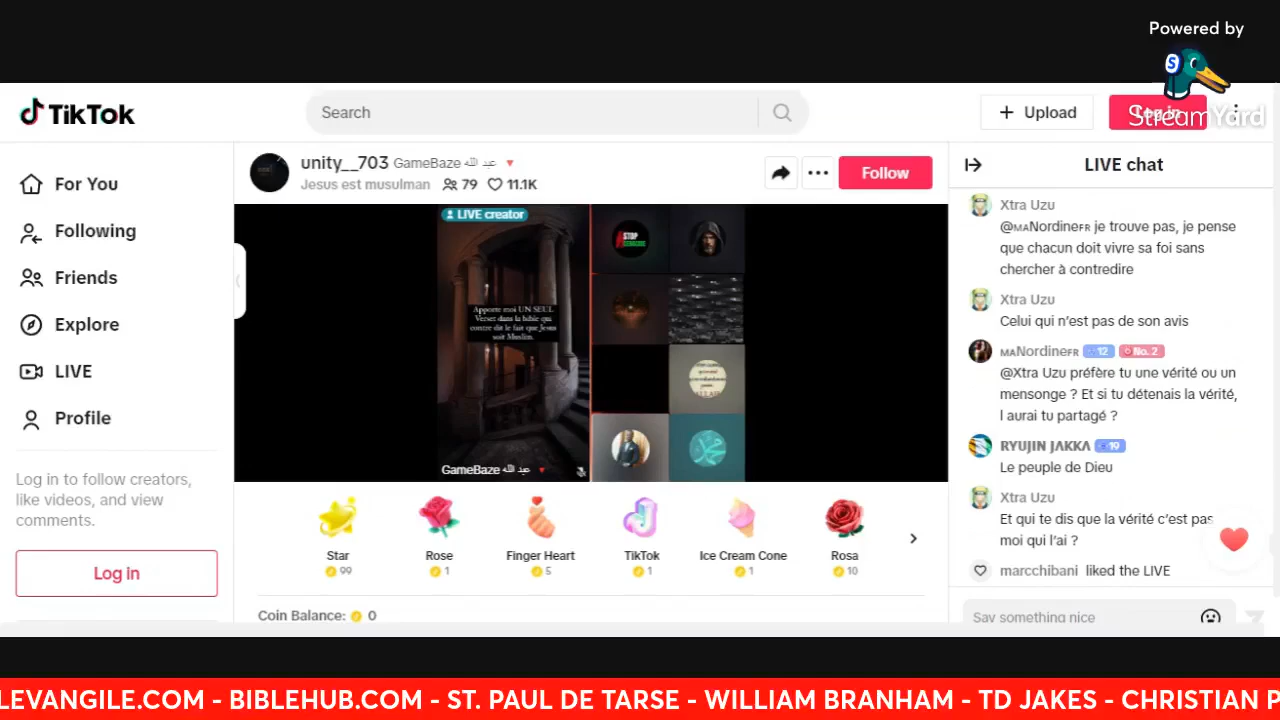 Powered by
StreamYard
TikTok
Search
Upload
Log in
For You
Following
Friends
Explore
LIVE
Profile
Log in to follow creators,
like videos, and view
comments.
Log in
unity__703 GameBaze عبد الله
Jesus est musulman 79 11.1K
Follow
LIVE creator
STOP
Apporte moi UN SEUL
Verset dans la bible qui
contre dit le fait que Jesus
soit Muslim.
GameBaze عبد الله
Star
99
Rose
1
Finger Heart
5
TikTok
1
Ice Cream Cone
1
Rosa
10
Coin Balance: 0
LIVE chat
Xtra Uzu
@ᴍᴀNordineғʀ je trouve pas, je pense
que chacun doit vivre sa foi sans
chercher à contredire
Xtra Uzu
Celui qui n’est pas de son avis
ᴍᴀNordineғʀ 12 No. 2
@Xtra Uzu préfère tu une vérité ou un
mensonge ? Et si tu détenais la vérité,
l aurai tu partagé ?
RYUJIN JAKKA 19
Le peuple de Dieu
Xtra Uzu
Et qui te dis que la vérité c’est pas
moi qui l’ai ?
marcchibani liked the LIVE
Say something nice
LEVANGILE.COM - BIBLEHUB.COM - ST. PAUL DE TARSE - WILLIAM BRANHAM - TD JAKES - CHRISTIAN P